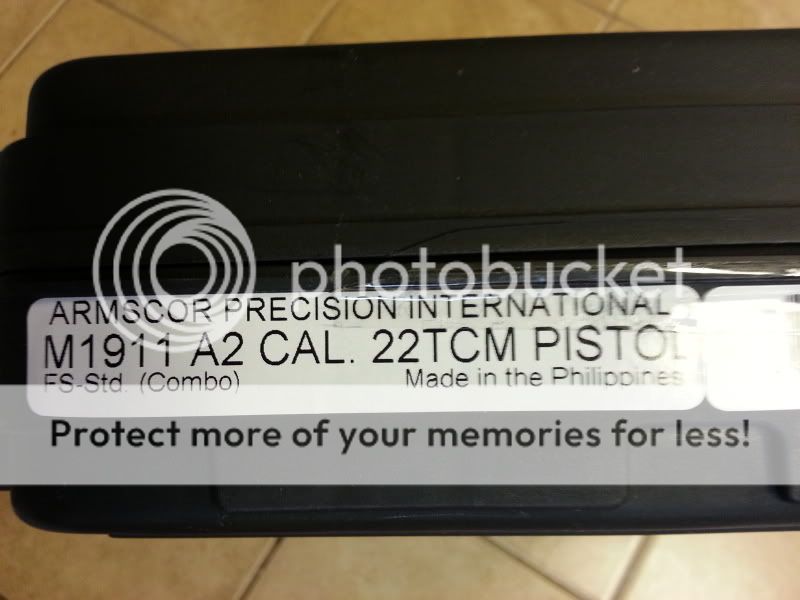 photobucket
ARMSCOR PRECISION INTERNATIONAL
M1911 A2 CAL. 22TCM PISTOL
FS-Std. (Combo) Made in the Philippines
Protect more of your memories for less!